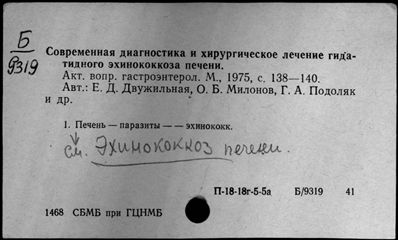 Б
9319
Современная диагностика и хирургическое лечение гида-
тидного эхинококкоза печени.
Акт. вопр. гастроэнтерол. М., 1975, с. 138—140.
Авт.: Е. Д. Двужильная, О. Б. Милонов, Г. А. Подоляк
и др.
1. Печень — паразиты — — эхинококк.
см. Эхинококкоз печени.
П-18-18г-5-5а Б/9319 41
1468 СБМБ при ГЦНМБ